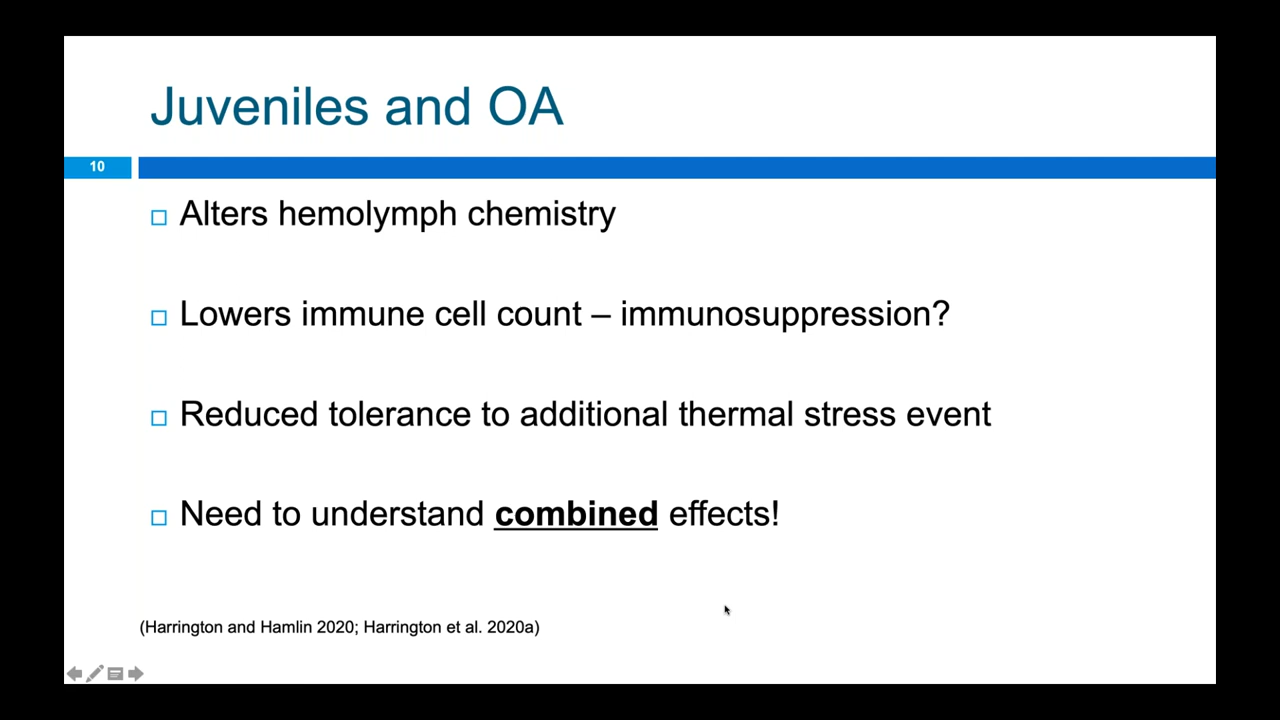 Juveniles and OA
10
Alters hemolymph chemistry
Lowers immune cell count – immunosuppression?
Reduced tolerance to additional thermal stress event
Need to understand combined effects!
(Harrington and Hamlin 2020; Harrington et al. 2020a)